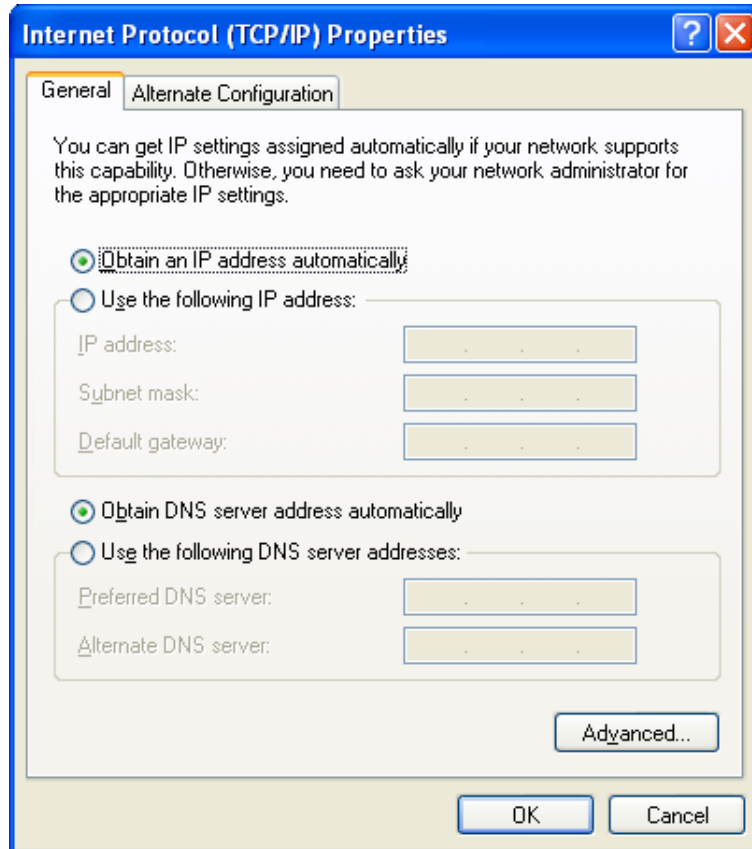 Internet Protocol (TCP/IP) Properties
General
Alternate Configuration
You can get IP settings assigned automatically if your network supports
this capability. Otherwise, you need to ask your network administrator for
the appropriate IP settings.
Obtain an IP address automatically
Use the following IP address:
IP address:
Subnet mask:
Default gateway:
Obtain DNS server address automatically
Use the following DNS server addresses:
Preferred DNS server:
Alternate DNS server:
Advanced...
OK
Cancel